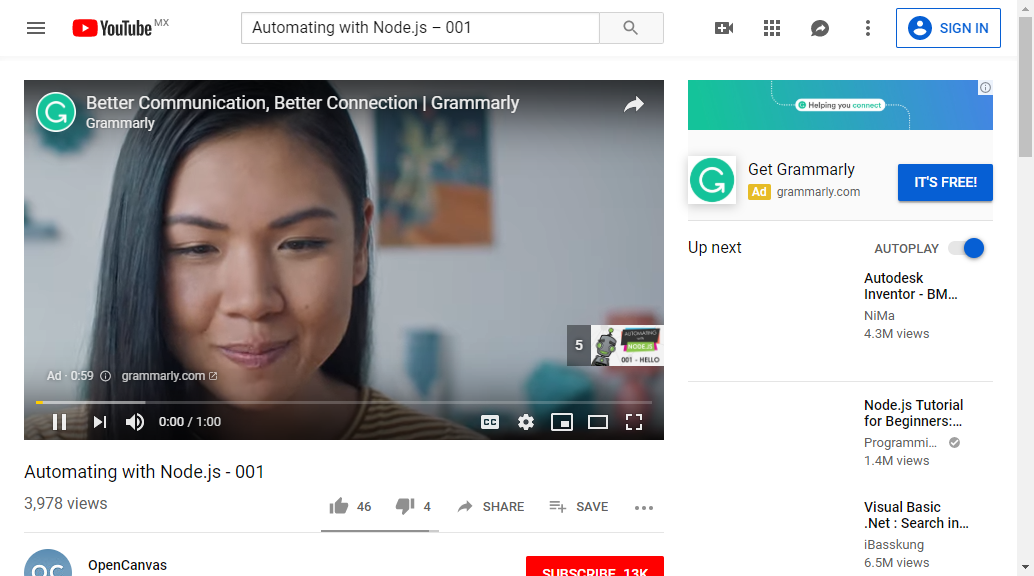 YouTube MX
Automating with Node.js – 001
SIGN IN
Better Communication, Better Connection | Grammarly
Grammarly
5
AUTOMATING
with
NODE.JS
001 - HELLO
Ad · 0:59
grammarly.com
0:00 / 1:00
CC
Automating with Node.js - 001
3,978 views
46
4
SHARE
SAVE
OC
OpenCanvas
SUBSCRIBE 13K
Helping you connect
Get Grammarly
Ad grammarly.com
IT'S FREE!
Up next
AUTOPLAY
Autodesk
Inventor - BM...
NiMa
4.3M views
Node.js Tutorial
for Beginners:...
Programmi...
1.4M views
Visual Basic
.Net : Search in...
iBasskung
6.5M views